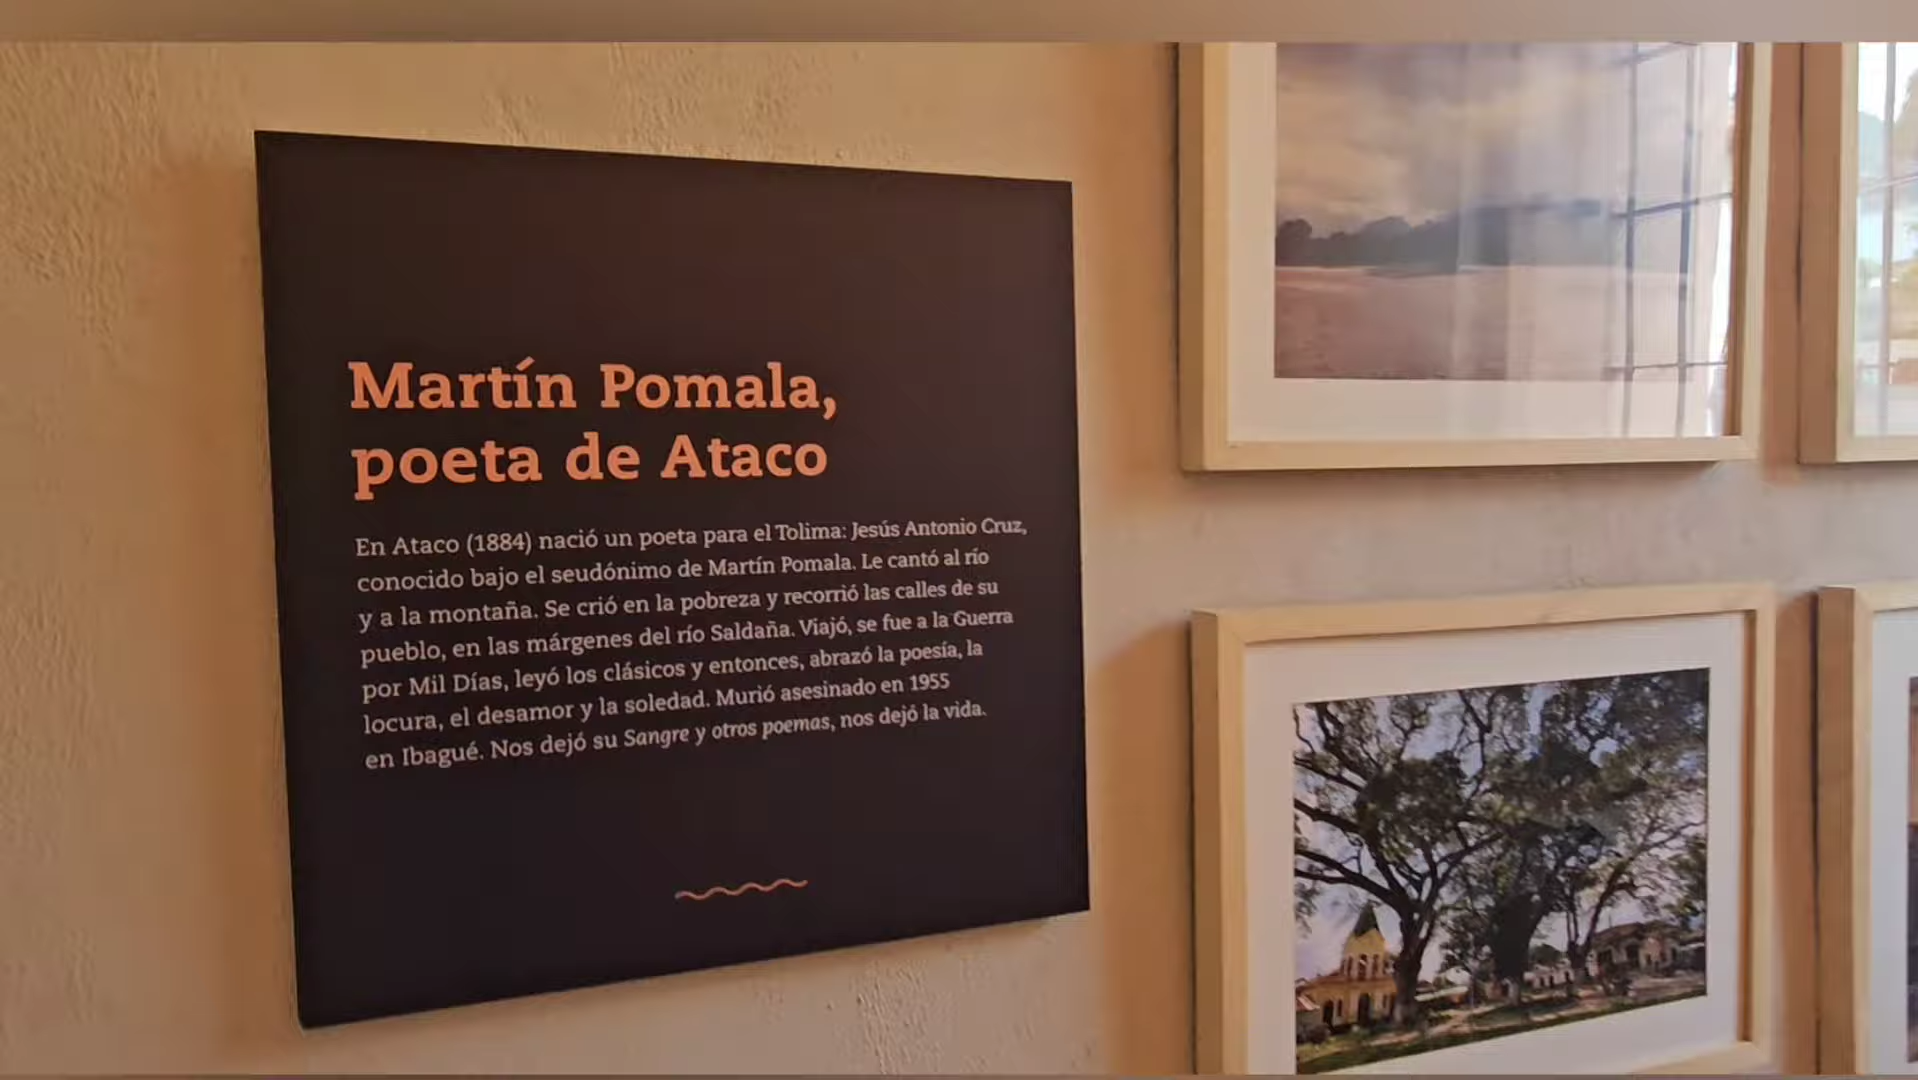 Martín Pomala,
poeta de Ataco
En Ataco (1884) nació un poeta para el Tolima: Jesús Antonio Cruz,
conocido bajo el seudónimo de Martín Pomala. Le cantó al río
y a la montaña. Se crió en la pobreza y recorrió las calles de su
pueblo, en las márgenes del río Saldaña. Viajó, se fue a la Guerra
por Mil Días, leyó los clásicos y entonces, abrazó la poesía, la
locura, el desamor y la soledad. Murió asesinado en 1955
en Ibagué. Nos dejó su Sangre y otros poemas, nos dejó la vida.